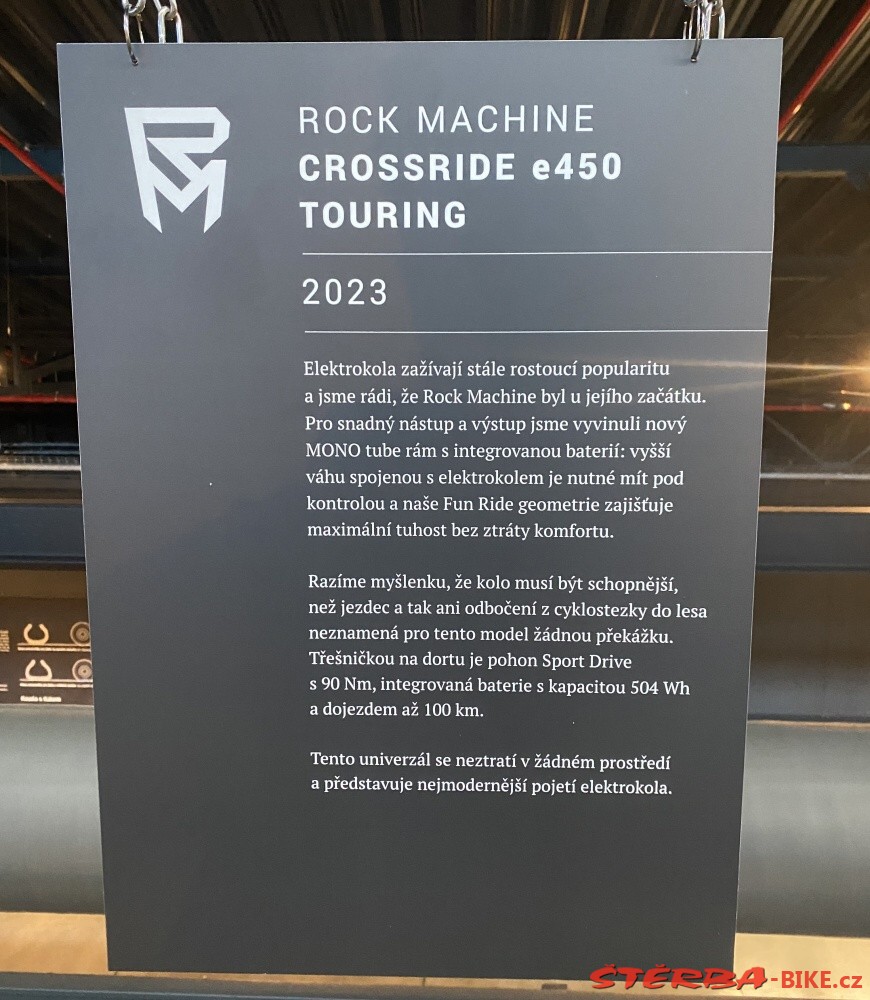 RM
ROCK MACHINE
CROSSRIDE e450
TOURING
2023
Elektrokola zažívají stále rostoucí popularitu
a jsme rádi, že Rock Machine byl u jejího začátku.
Pro snadný nástup a výstup jsme vyvinuli nový
MONO tube rám s integrovanou baterií: vyšší
váhu spojenou s elektrokolem je nutné mít pod
kontrolou a naše Fun Ride geometrie zajišťuje
maximální tuhost bez ztráty komfortu.
Razíme myšlenku, že kolo musí být schopnější,
než jezdec a tak ani odbočení z cyklostezky do lesa
neznamená pro tento model žádnou překážku.
Třešničkou na dortu je pohon Sport Drive
s 90 Nm, integrovaná baterie s kapacitou 504 Wh
a dojezdem až 100 km.
Tento univerzál se neztratí v žádném prostředí
a představuje nejmodernější pojetí elektrokola.
ŠTĚRBA-BIKE.cz